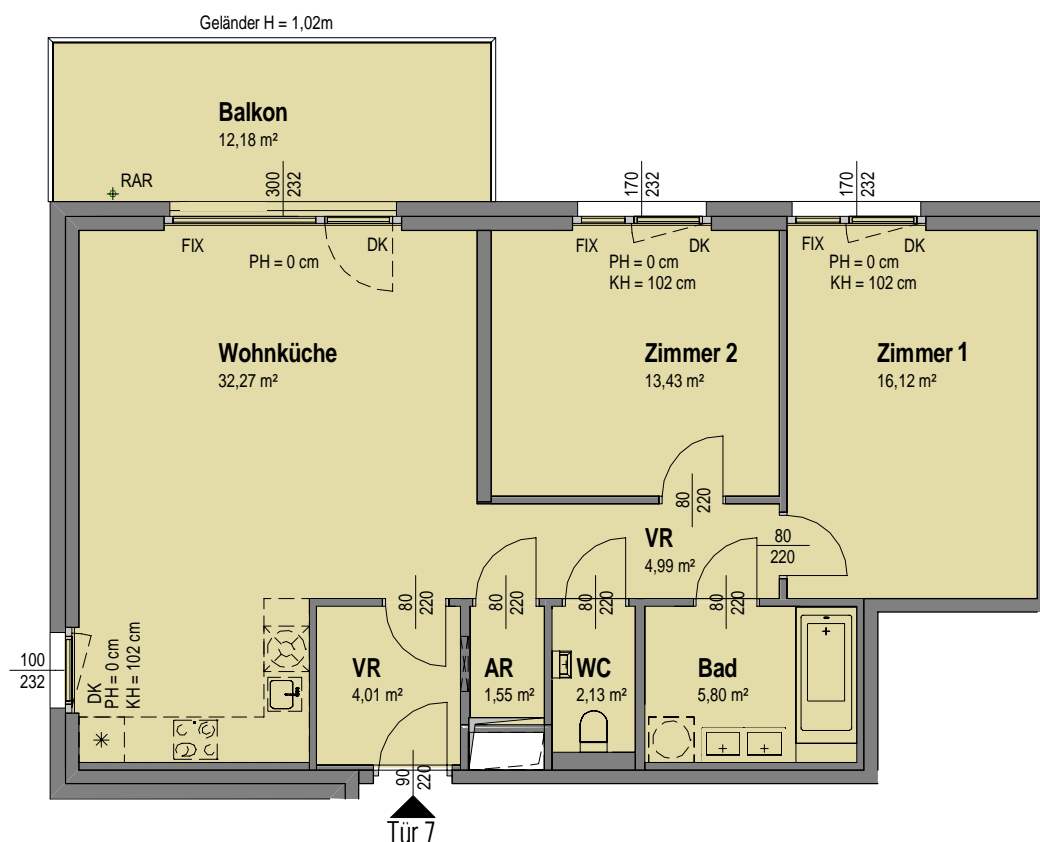 Geländer H = 1,02m
Balkon
12,18 m²
RAR
300
232
170
232
170
232
FIX
DK
PH = 0 cm
FIX
DK
PH = 0 cm
KH = 102 cm
FIX
DK
PH = 0 cm
KH = 102 cm
Wohnküche
32,27 m²
Zimmer 2
13,43 m²
Zimmer 1
16,12 m²
80
220
VR
4,99 m²
80
220
80
220
80
220
80
220
80
220
100
232
DK
PH = 0 cm
KH = 102 cm
VR
4,01 m²
AR
1,55 m²
WC
2,13 m²
Bad
5,80 m²
90
220
Tür 7